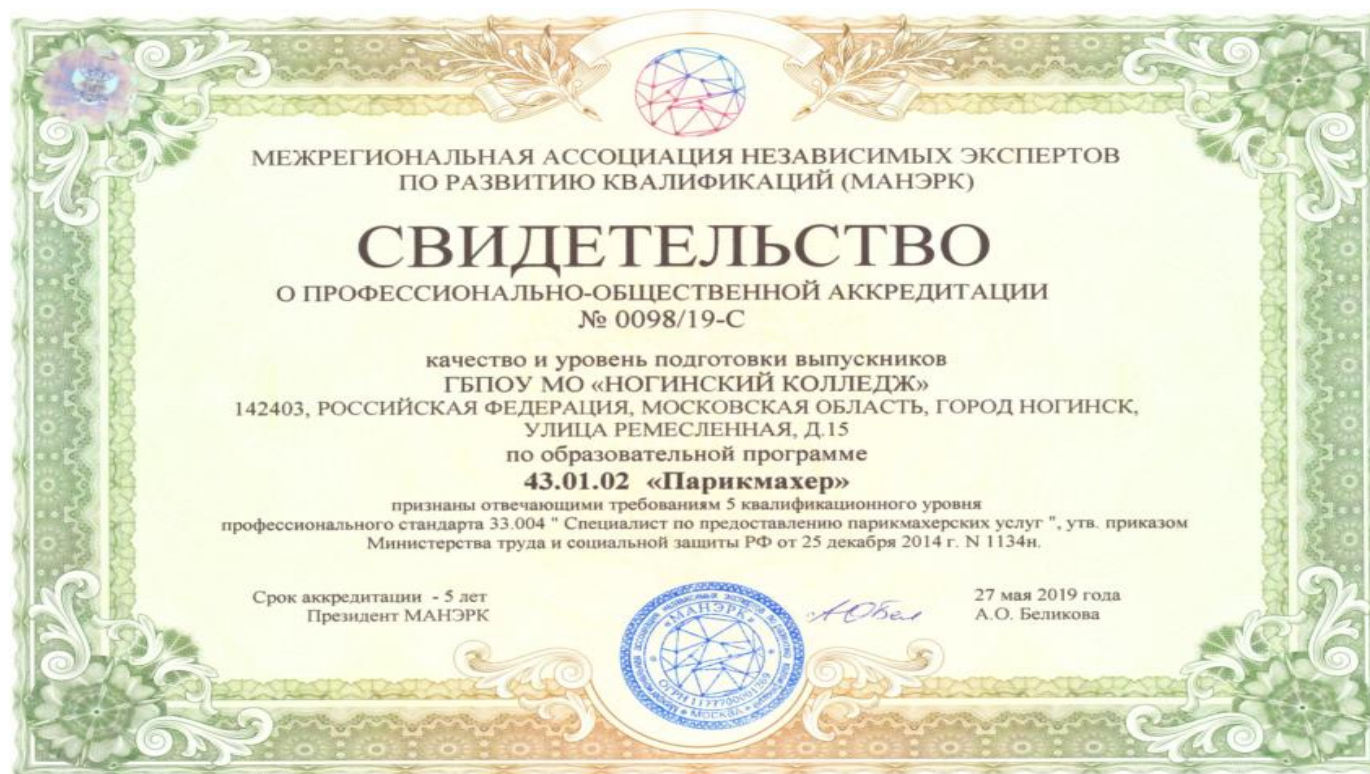 МЕЖРЕГИОНАЛЬНАЯ АССОЦИАЦИЯ НЕЗАВИСИМЫХ ЭКСПЕРТОВ
ПО РАЗВИТИЮ КВАЛИФИКАЦИЙ (МАНЭРК)
СВИДЕТЕЛЬСТВО
О ПРОФЕССИОНАЛЬНО-ОБЩЕСТВЕННОЙ АККРЕДИТАЦИИ
№ 0098/19-С
качество и уровень подготовки выпускников
ГБПОУ МО «НОГИНСКИЙ КОЛЛЕДЖ»
142403, РОССИЙСКАЯ ФЕДЕРАЦИЯ, МОСКОВСКАЯ ОБЛАСТЬ, ГОРОД НОГИНСК,
УЛИЦА РЕМЕСЛЕННАЯ, Д.15
по образовательной программе
43.01.02 «Парикмахер»
признаны отвечающими требованиям 5 квалификационного уровня
профессионального стандарта 33.004 " Специалист по предоставлению парикмахерских услуг ", утв. приказом
Министерства труда и социальной защиты РФ от 25 декабря 2014 г. N 1134н.
Срок аккредитации - 5 лет
Президент МАНЭРК
27 мая 2019 года
А.О. Беликова
«МАНЭРК»
МОСКВА